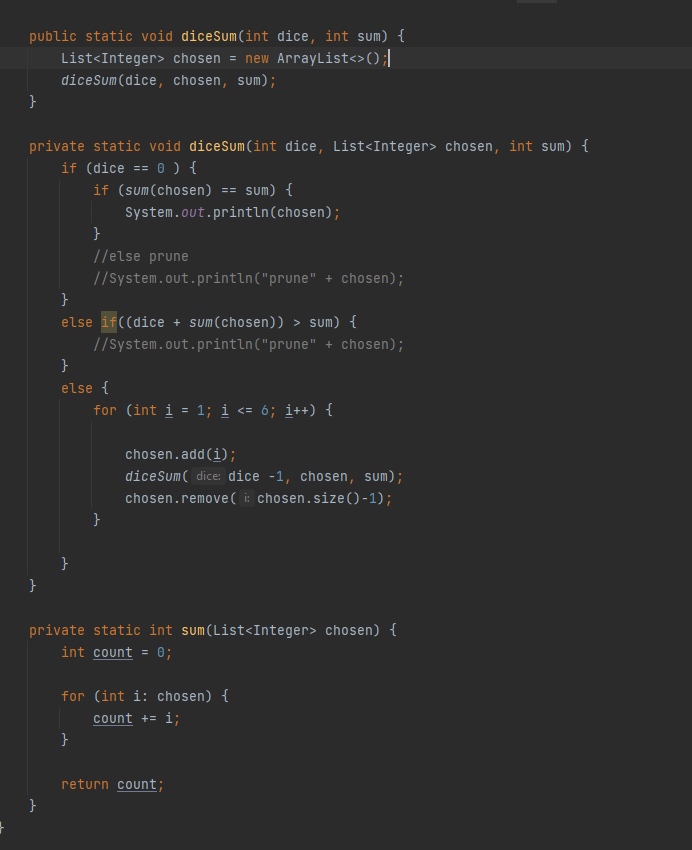 public static void diceSum(int dice, int sum) {
List<Integer> chosen = new ArrayList<>();
diceSum(dice, chosen, sum);
}
private static void diceSum(int dice, List<Integer> chosen, int sum) {
if (dice == 0 ) {
if (sum(chosen) == sum) {
System.out.println(chosen);
}
//else prune
//System.out.println("prune" + chosen);
}
else if((dice + sum(chosen)) > sum) {
//System.out.println("prune" + chosen);
}
else {
for (int i = 1; i <= 6; i++) {
chosen.add(i);
diceSum( dice: dice -1, chosen, sum);
chosen.remove( i: chosen.size()-1);
}
}
}
private static int sum(List<Integer> chosen) {
int count = 0;
for (int i: chosen) {
count += i;
}
return count;
}
}